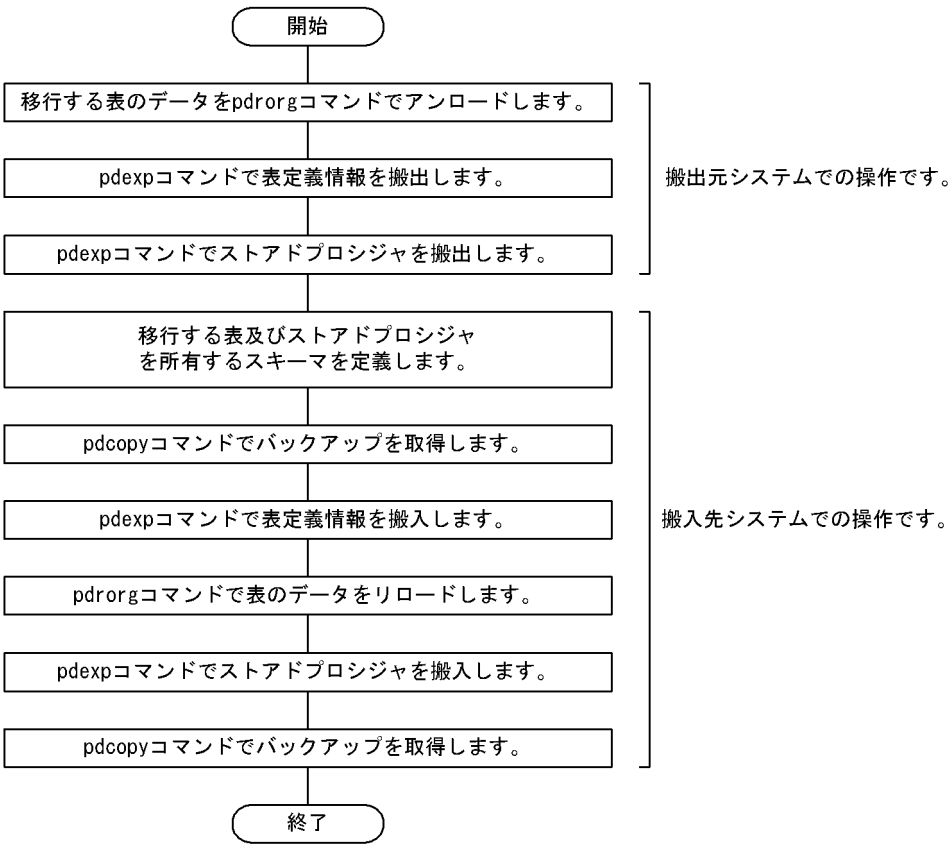 開始
移行する表のデータをpdrorgコマンドでアンロードします。
pdexpコマンドで表定義情報を搬出します。
搬出元システムでの操作です。
pdexpコマンドでストアドプロシジャを搬出します。
移行する表及びストアドプロシジャ
を所有するスキーマを定義します。
pdcopyコマンドでバックアップを取得します。
pdexpコマンドで表定義情報を搬入します。
搬入先システムでの操作です。
pdrorgコマンドで表のデータをリロードします。
pdexpコマンドでストアドプロシジャを搬入します。
pdcopyコマンドでバックアップを取得します。
終了